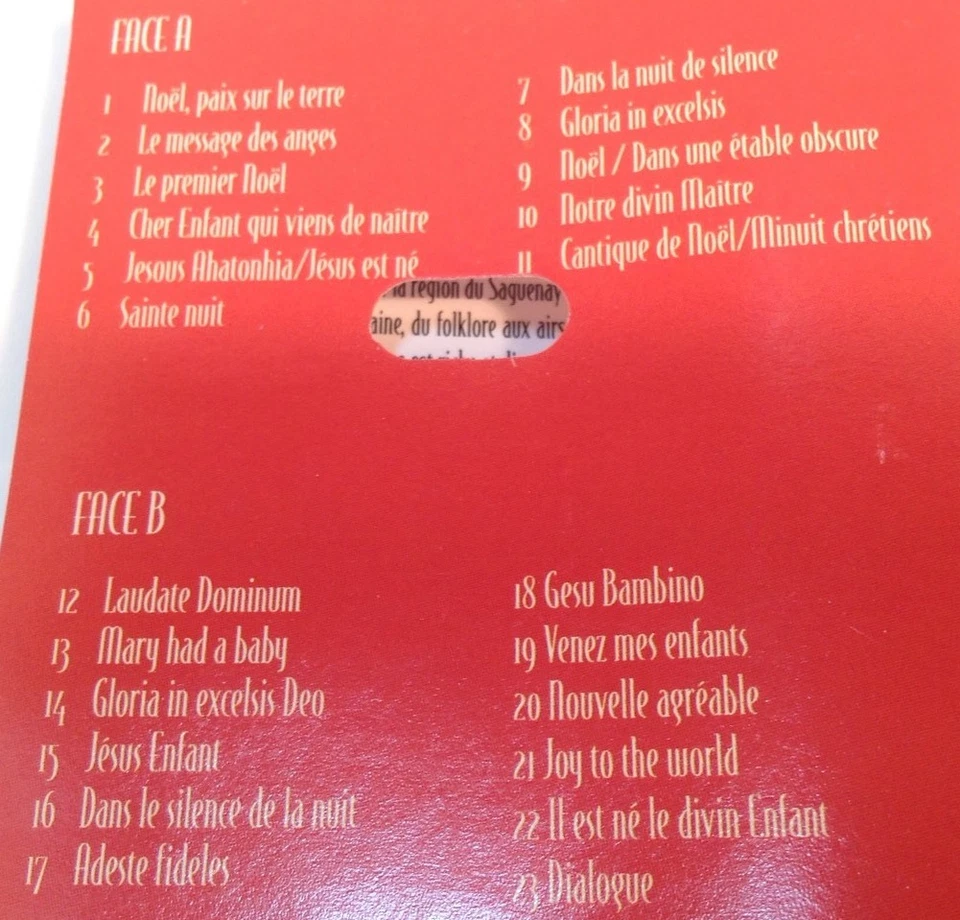 FACE A
1 Noël, paix sur le terre
2 Le message des anges
3 Le premier Noël
4 Cher Enfant qui viens de naître
5 Jesous Ahatonhia/Jésus est né
6 Sainte nuit
7 Dans la nuit de silence
8 Gloria in excelsis
9 Noël / Dans une étable obscure
10 Notre divin Maître
11 Cantique de Noël/Minuit chrétiens
la région du Saguenay
aine, du folklore aux airs
FACE B
12 Laudate Dominum
13 Mary had a baby
14 Gloria in excelsis Deo
15 Jésus Enfant
16 Dans le silence de la nuit
17 Adeste fideles
18 Gesu Bambino
19 Venez mes enfants
20 Nouvelle agréable
21 Joy to the world
22 Il est né le divin Enfant
23 Dialogue